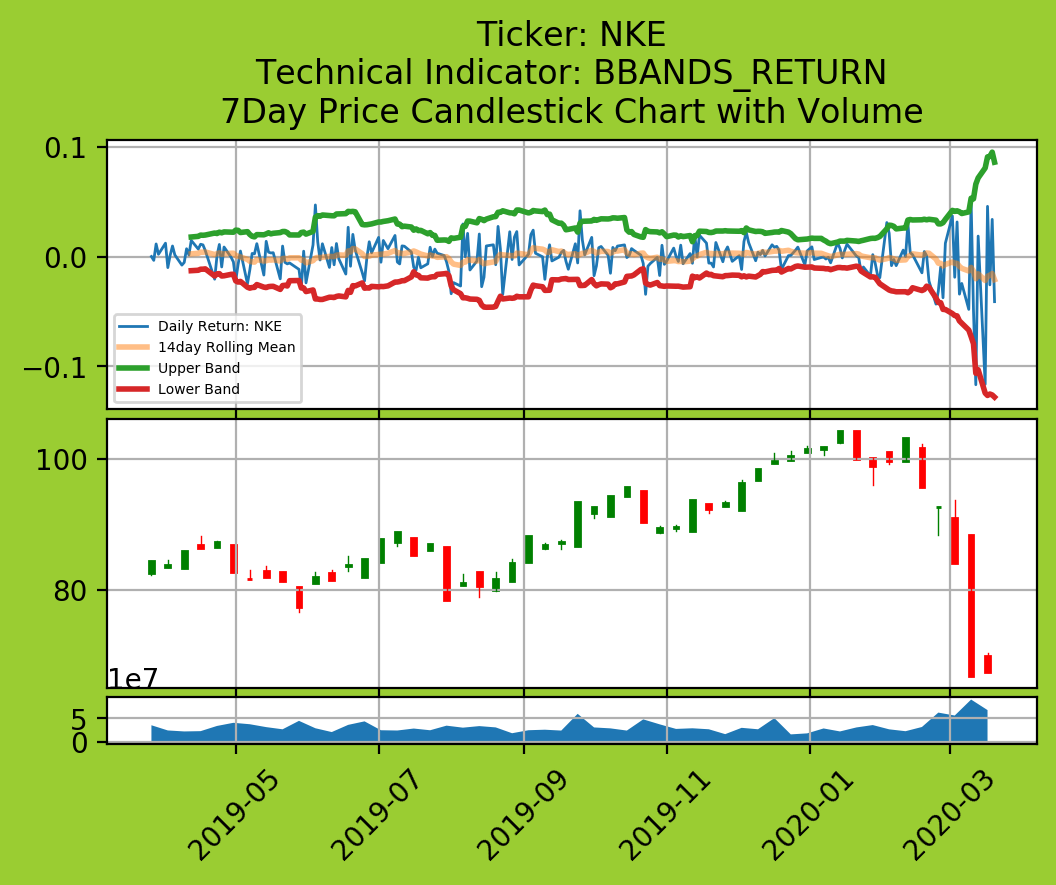 Ticker: NKE
Technical Indicator: BBANDS_RETURN
7Day Price Candlestick Chart with Volume
0.1
0.0
−0.1
Daily Return: NKE
14day Rolling Mean
Upper Band
Lower Band
100
80
1e7
5
0
2019-05
2019-07
2019-09
2019-11
2020-01
2020-03